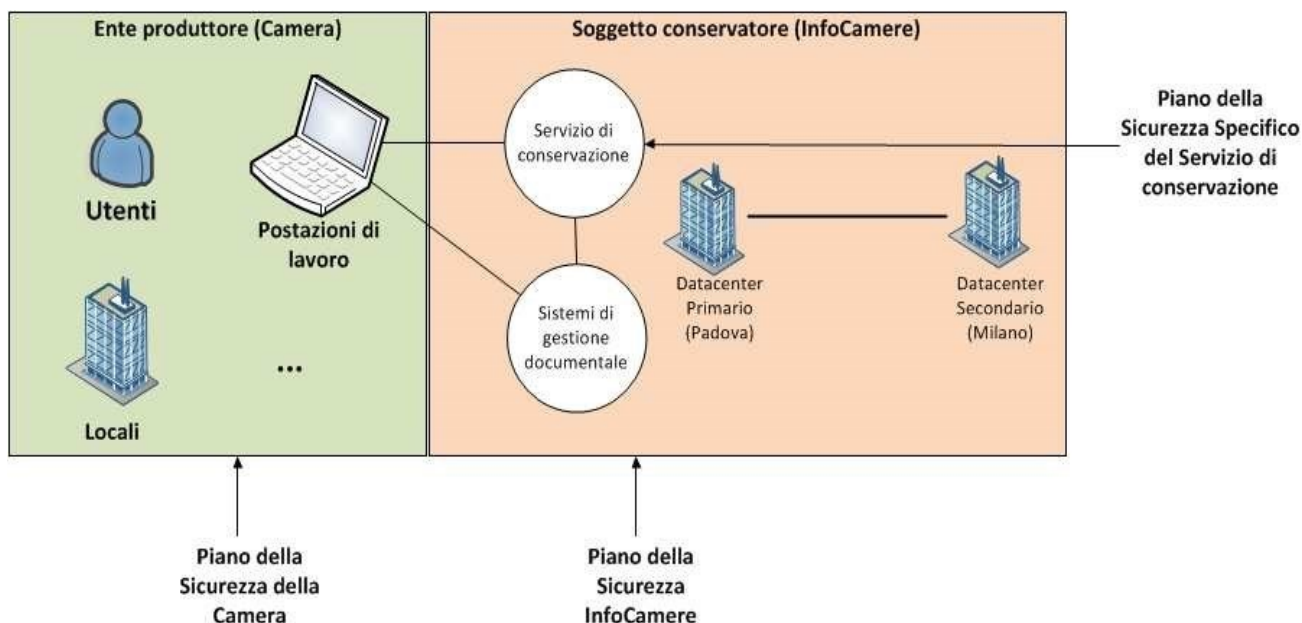 Ente produttore (Camera)
Soggetto conservatore (InfoCamere)
Utenti
Postazioni di
lavoro
Locali
...
Servizio di
conservazione
Sistemi di
gestione
documentale
Datacenter
Primario
(Padova)
Datacenter
Secondario
(Milano)
Piano della
Sicurezza Specifico
del Servizio di
conservazione
Piano della
Sicurezza della
Camera
Piano della
Sicurezza
InfoCamere